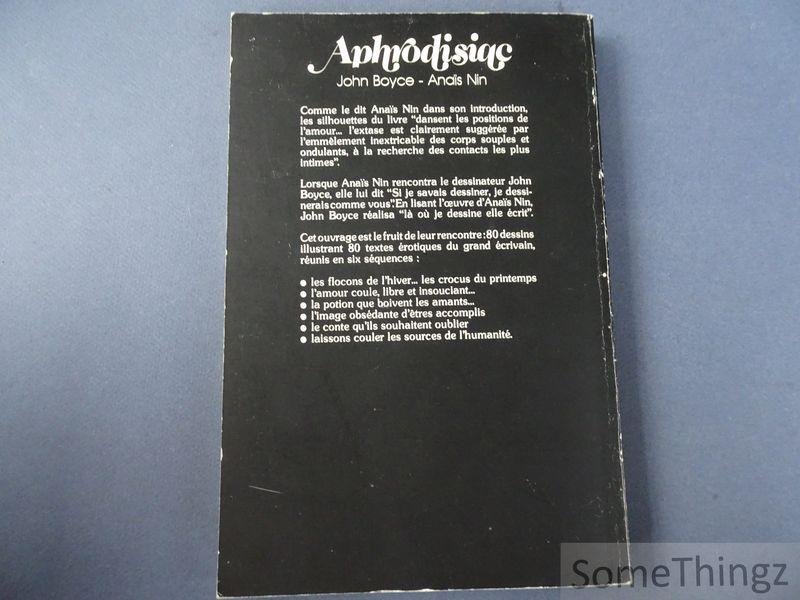 Aphrodisiac
John Boyce - Anaïs Nin
Comme le dit Anaïs Nin dans son introduction,
les silhouettes du livre "dansent les positions de
l'amour... l'extase est clairement suggérée par
l'emmèlement inextricable des corps souples et
ondulants, à la recherche des contacts les plus
intimes".
Lorsque Anaïs Nin rencontra le dessinateur John
Boyce, elle lui dit "Si je savais dessiner, je dessi-
nerais comme vous". En lisant l'œuvre d'Anaïs Nin,
John Boyce réalisa "là où je dessine elle écrit".
Cet ouvrage est le fruit de leur rencontre : 80 dessins
illustrant 80 textes érotiques du grand écrivain,
réunis en six séquences :
• les flocons de l'hiver... les crocus du printemps
• l'amour coule, libre et insouciant...
• la potion que boivent les amants...
• l'image obsédante d'êtres accomplis
• le conte qu'ils souhaitent oublier
• laissons couler les sources de l'humanité.
SomeThingz